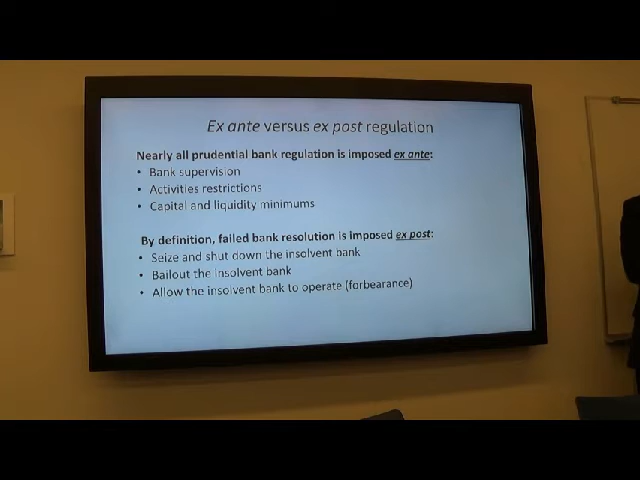 Ex ante versus ex post regulation
Nearly all prudential bank regulation is imposed ex ante:
• Bank supervision
• Activities restrictions
• Capital and liquidity minimums
By definition, failed bank resolution is imposed ex post:
• Seize and shut down the insolvent bank
• Bailout the insolvent bank
• Allow the insolvent bank to operate (forbearance)